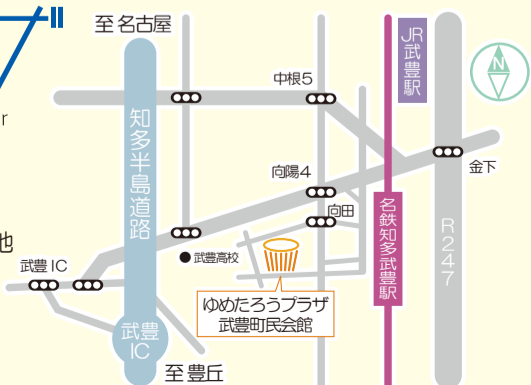 ブ
r
地
至 名古屋
JR武豊駅
N
中根5
知多半島道路
向陽4
金下
向田
名鉄知多武豊駅
R247
武豊高校
武豊 IC
ゆめたろうプラザ
武豊町民会館
武豊
IC
至 豊丘